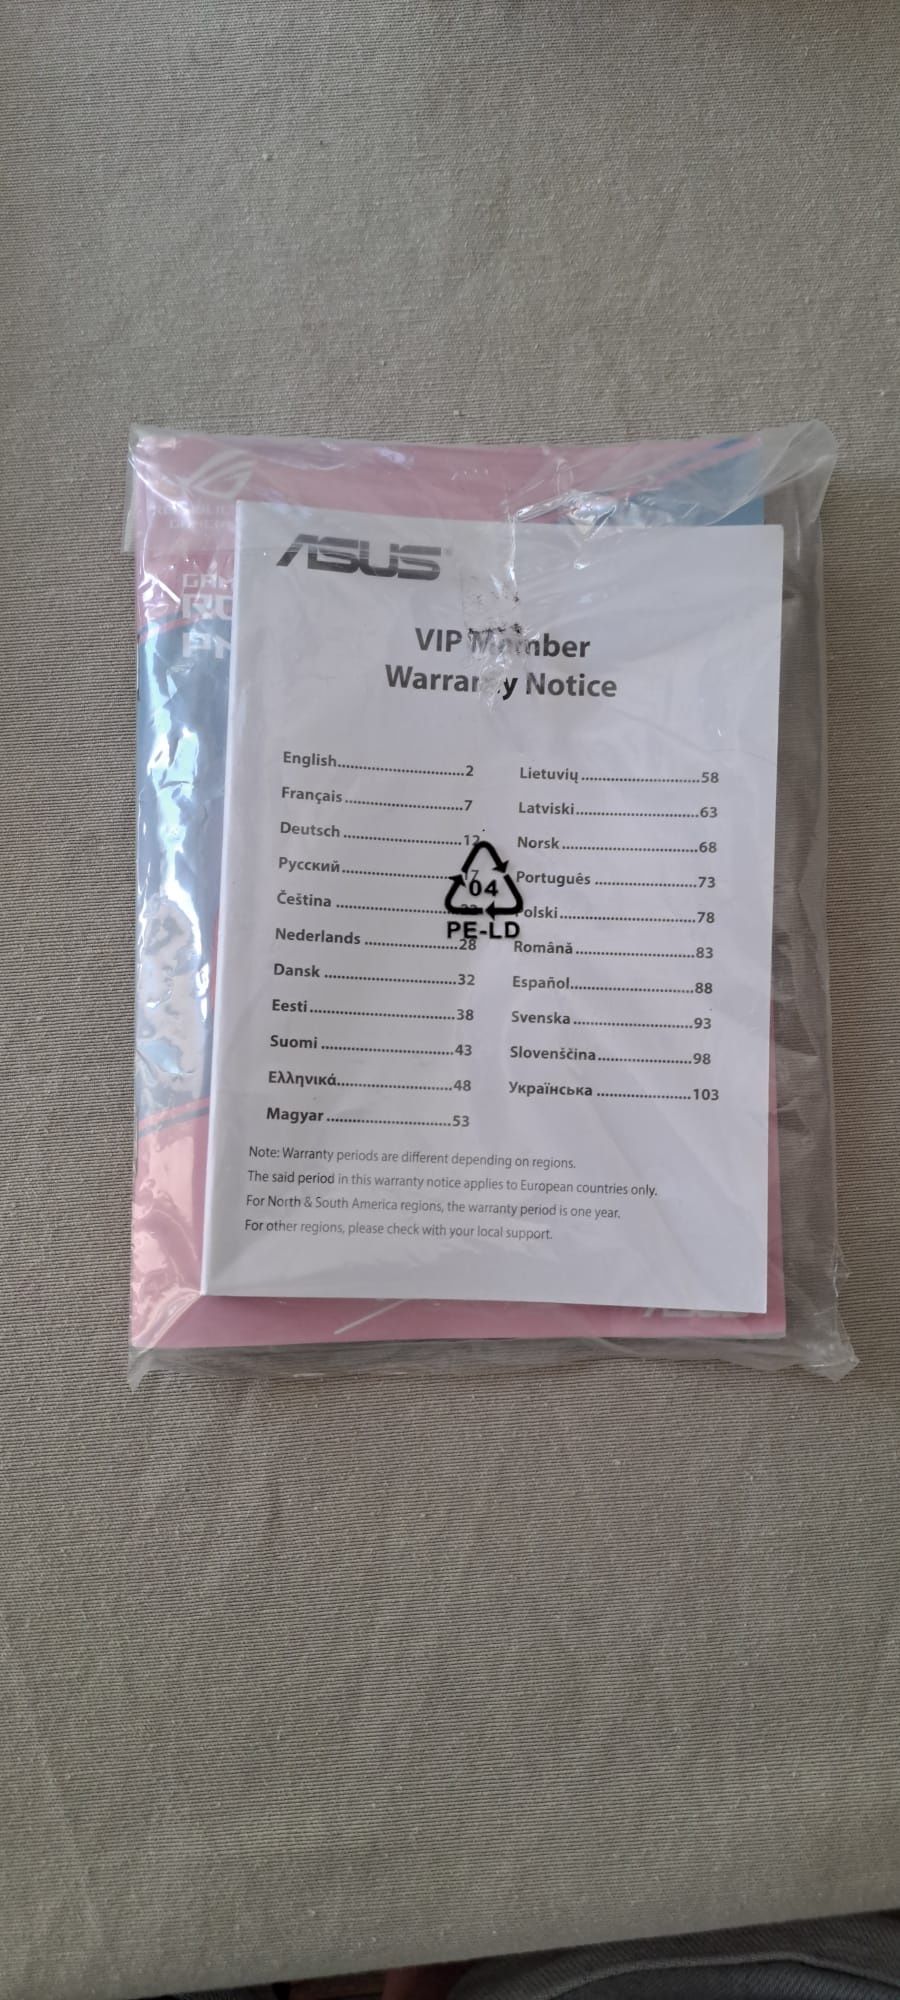 ASUS
VIP Member
Warranty Notice
English.............................2
Français...........................7
Deutsch...........................12
Русский..........................17
Čeština
Nederlands......................28
Dansk..............................32
Eesti.................................38
Suomi..............................43
Ελληνικά..........................48
Magyar............................53
Lietuvių...........................58
Latviski............................63
Norsk...............................68
Português.......................73
Polski...............................78
Română...........................83
Español............................88
Svenska...........................93
Slovenščina.....................98
Українська......................103
04
PE-LD
Note: Warranty periods are different depending on regions.
The said period in this warranty notice applies to European countries only.
For North & South America regions, the warranty period is one year.
For other regions, please check with your local support.